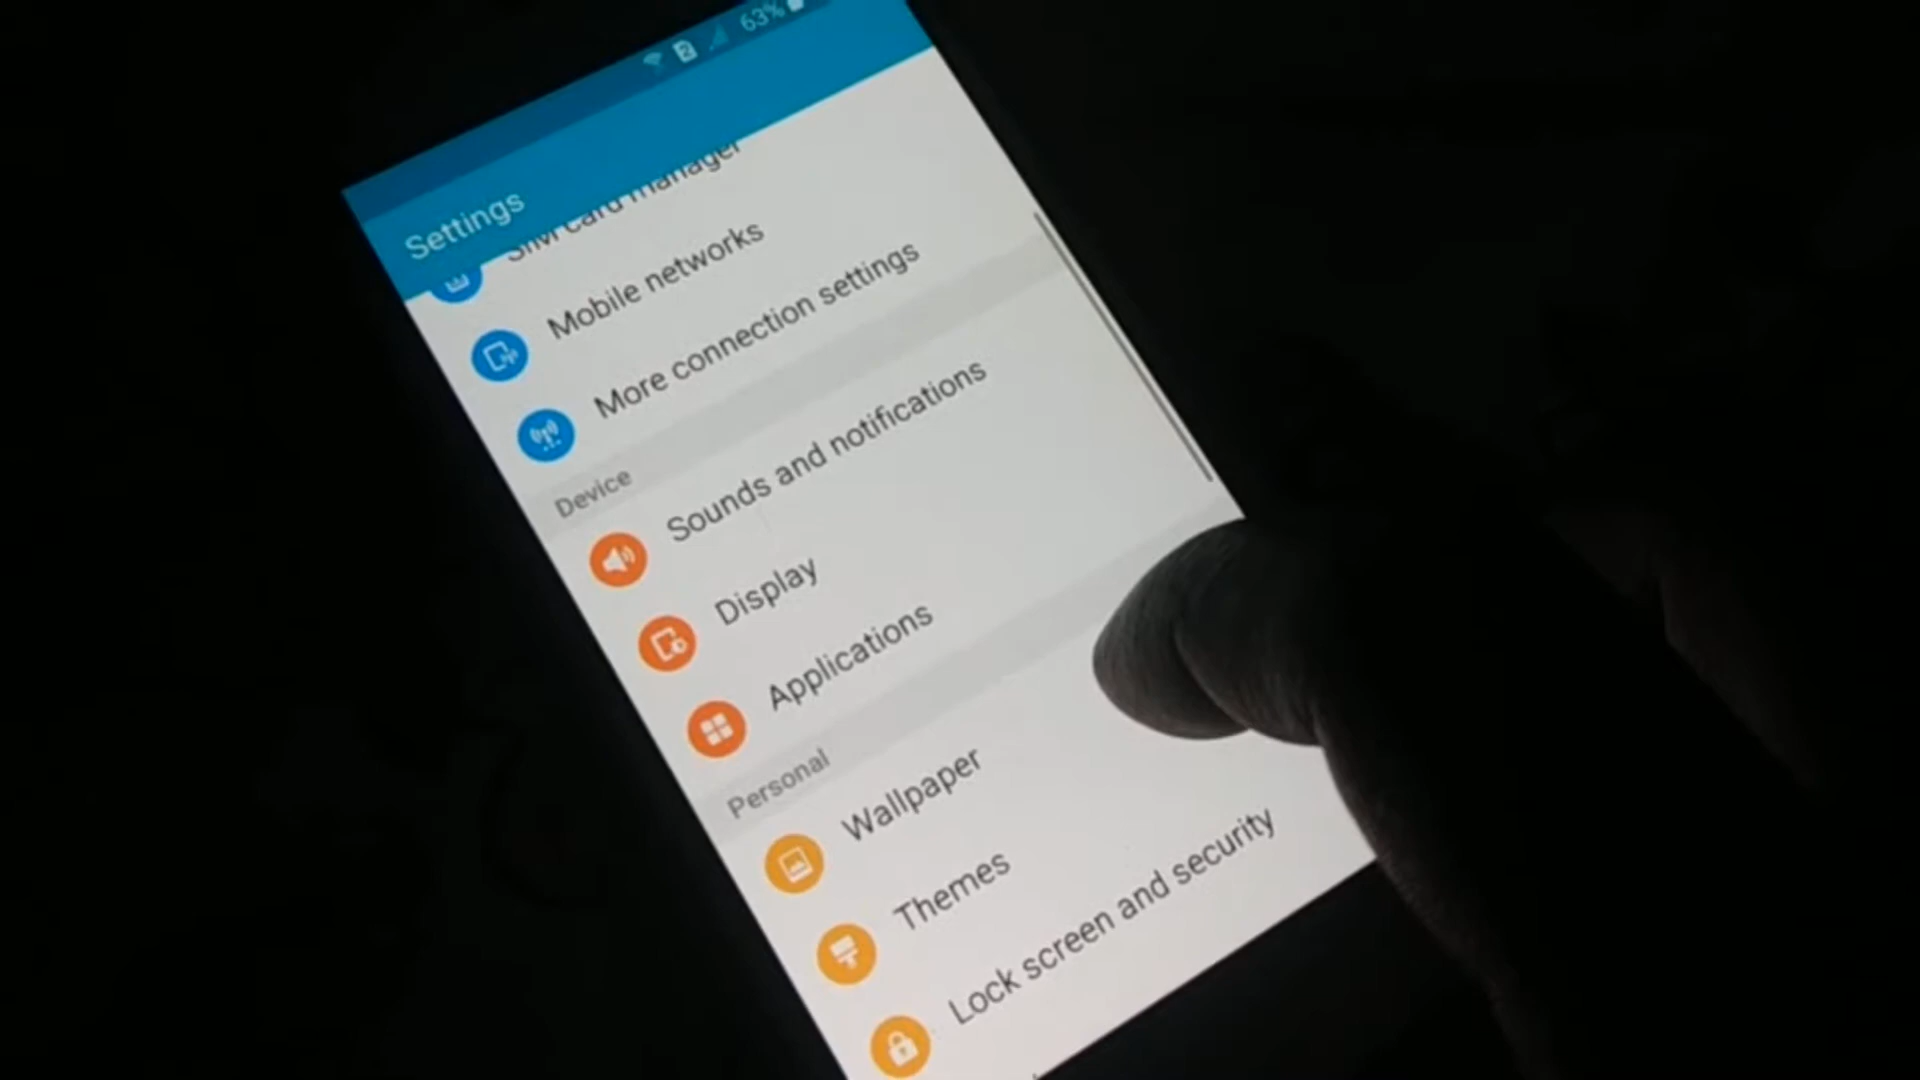 63%
2
Settings
SIM card manager
Mobile networks
More connection settings
Device
Sounds and notifications
Display
Applications
Personal
Wallpaper
Themes
Lock screen and security